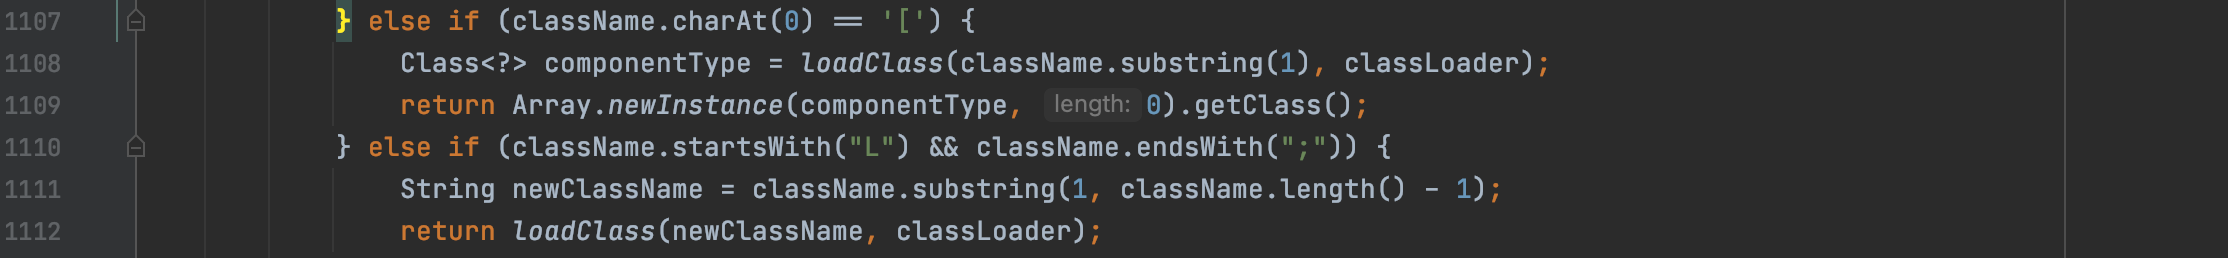 1107 } else if (className.charAt(0) == '[') {
1108 Class<?> componentType = loadClass(className.substring(1), classLoader);
1109 return Array.newInstance(componentType, length: 0).getClass();
1110 } else if (className.startsWith("L") && className.endsWith(";")) {
1111 String newClassName = className.substring(1, className.length() - 1);
1112 return loadClass(newClassName, classLoader);